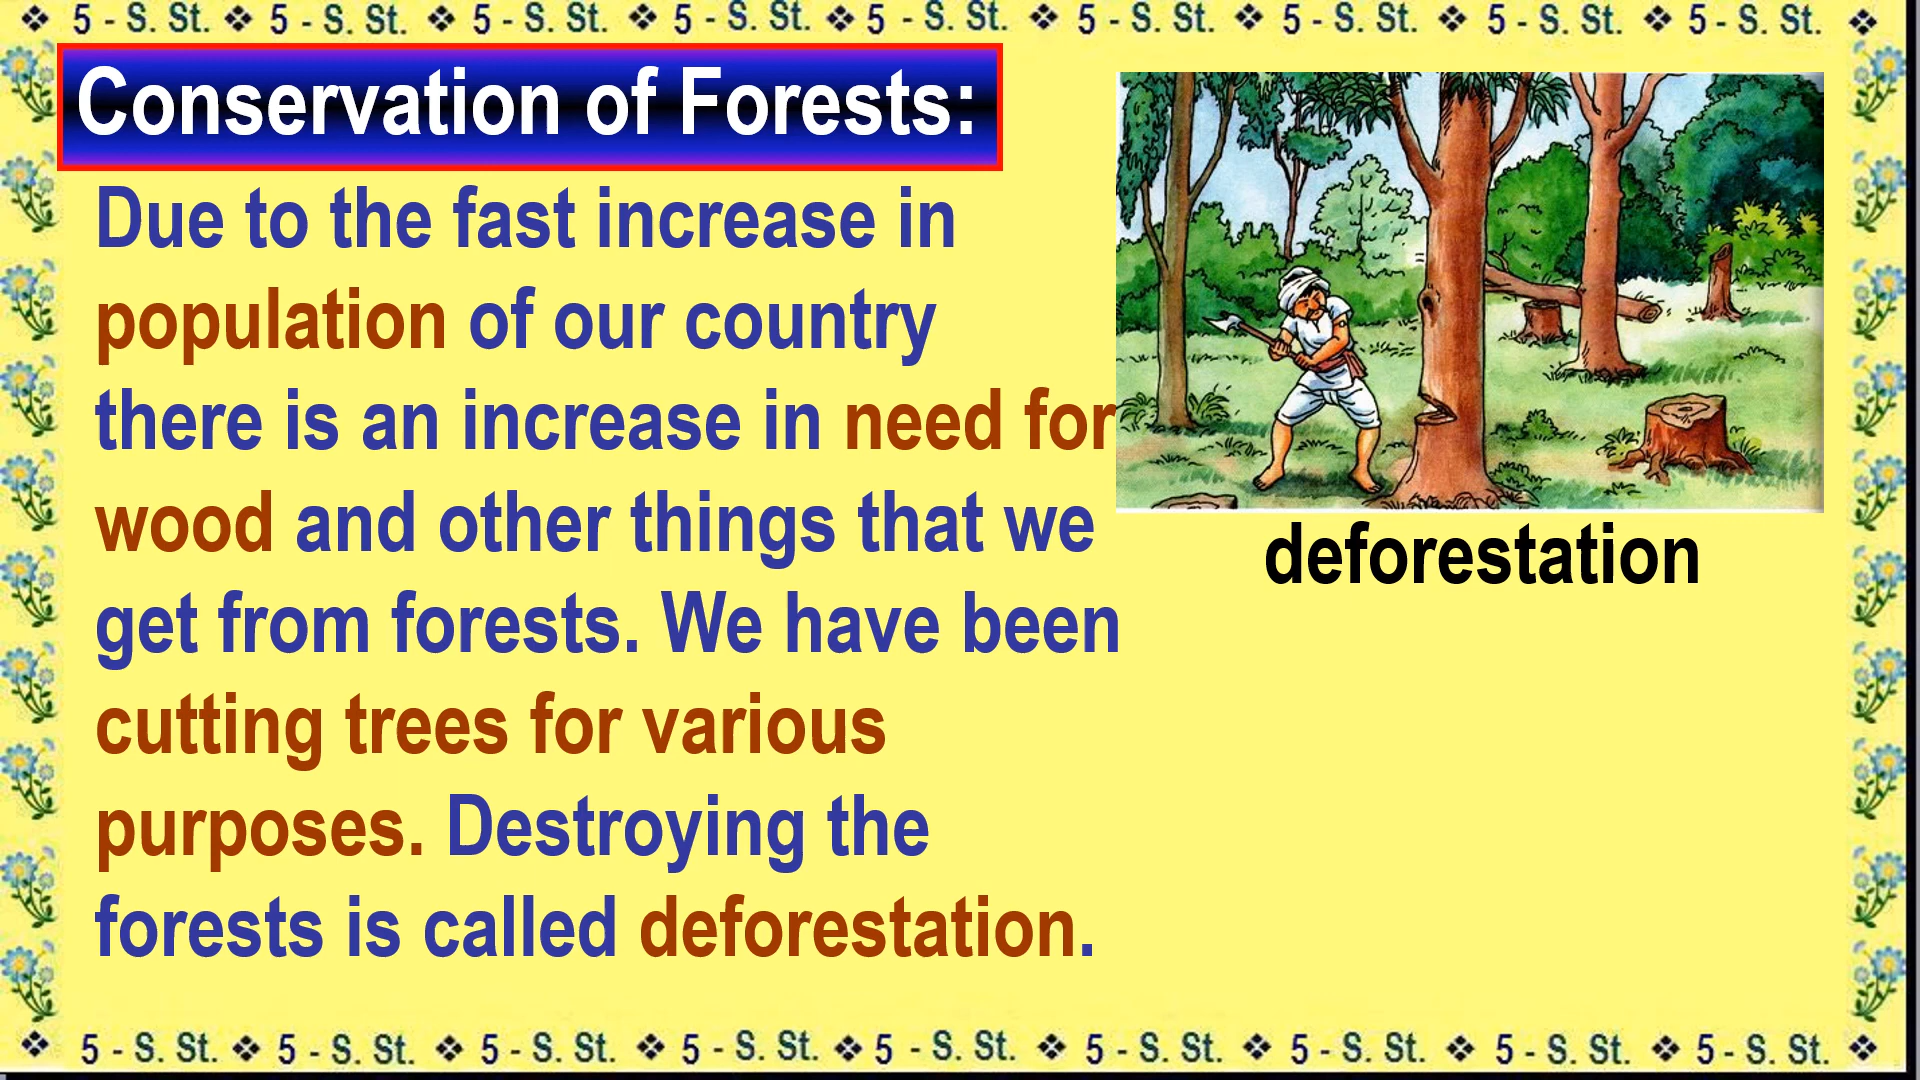 ❖ 5 - S. St. ❖ 5 - S. St. ❖ 5 - S. St. ❖ 5 - S. St. ❖ 5 - S. St. ❖ 5 - S. St. ❖ 5 - S. St. ❖ 5 - S. St. ❖ 5 - S. St. ❖
Conservation of Forests:
Due to the fast increase in
population of our country
there is an increase in need for
wood and other things that we
get from forests. We have been
cutting trees for various
purposes. Destroying the
forests is called deforestation.
deforestation
❖ 5 - S. St. ❖ 5 - S. St. ❖ 5 - S. St. ❖ 5 - S. St. ❖ 5 - S. St. ❖ 5 - S. St. ❖ 5 - S. St. ❖ 5 - S. St. ❖ 5 - S. St. ❖